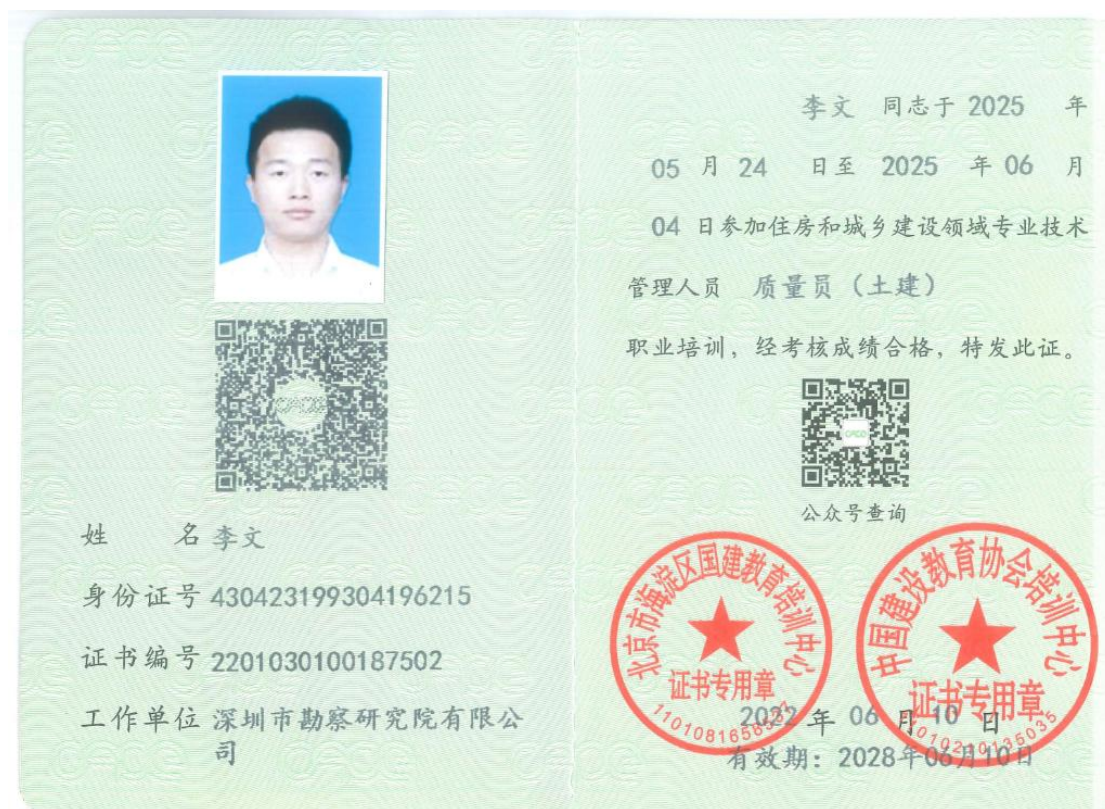 姓 名 李文
身份证号 430423199304196215
证书编号 2201030100187502
工作单位 深圳市勘察研究院有限公
司
李文 同志于 2025 年
05 月 24 日至 2025 年 06 月
04 日参加住房和城乡建设领域专业技术
管理人员 质量员（土建）
职业培训，经考核成绩合格，特发此证。
公众号查询
北京市海淀区国建教育培训中心
证书专用章
中国建设教育协会培训中心
证书专用章
2022 年 06 月 10 日
有效期：2028年06月10日